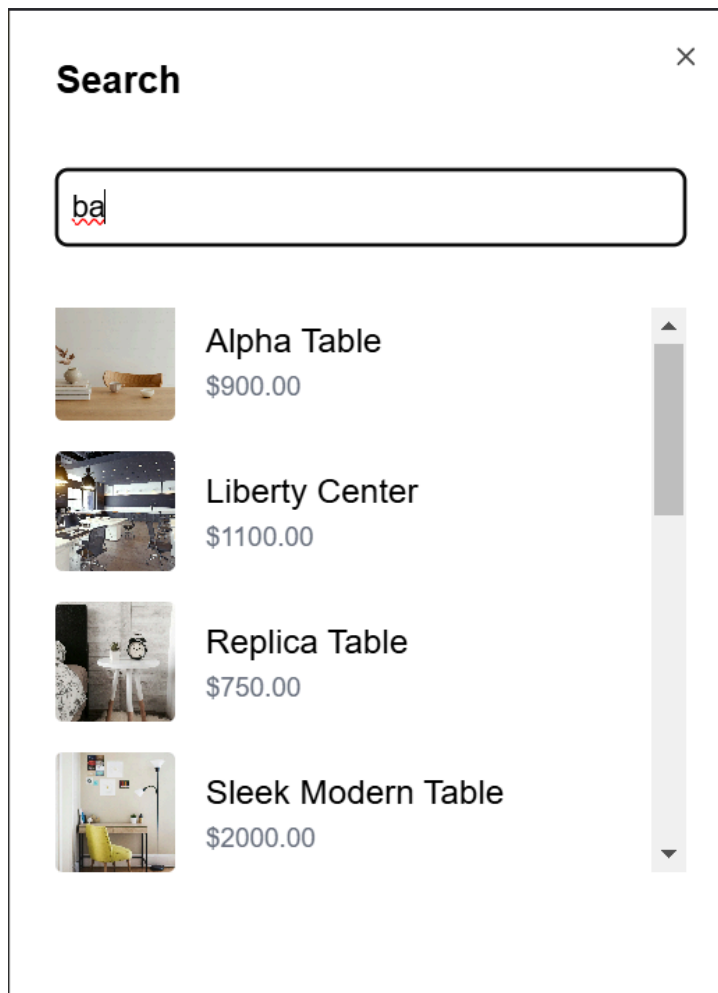 Search
ba
Alpha Table
$900.00
Liberty Center
$1100.00
Replica Table
$750.00
Sleek Modern Table
$2000.00